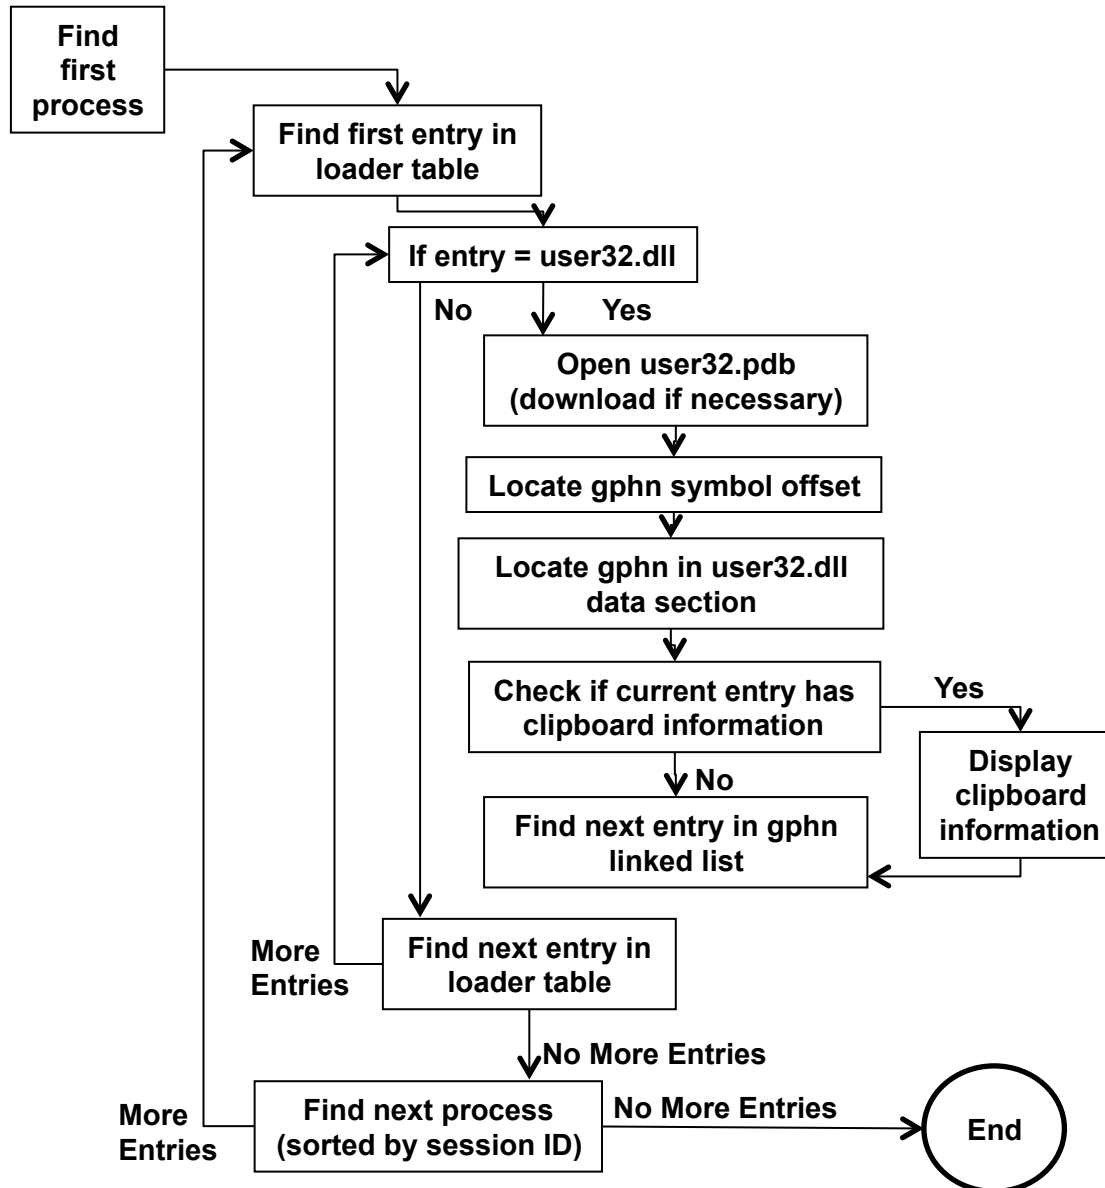 Find
first
process
Find first entry in
loader table
If entry = user32.dll
No
Yes
Open user32.pdb
(download if necessary)
Locate gphn symbol offset
Locate gphn in user32.dll
data section
Check if current entry has
clipboard information
Yes
Display
clipboard
information
No
Find next entry in gphn
linked list
More
Entries
Find next entry in
loader table
No More Entries
More
Entries
Find next process
(sorted by session ID)
No More Entries
End